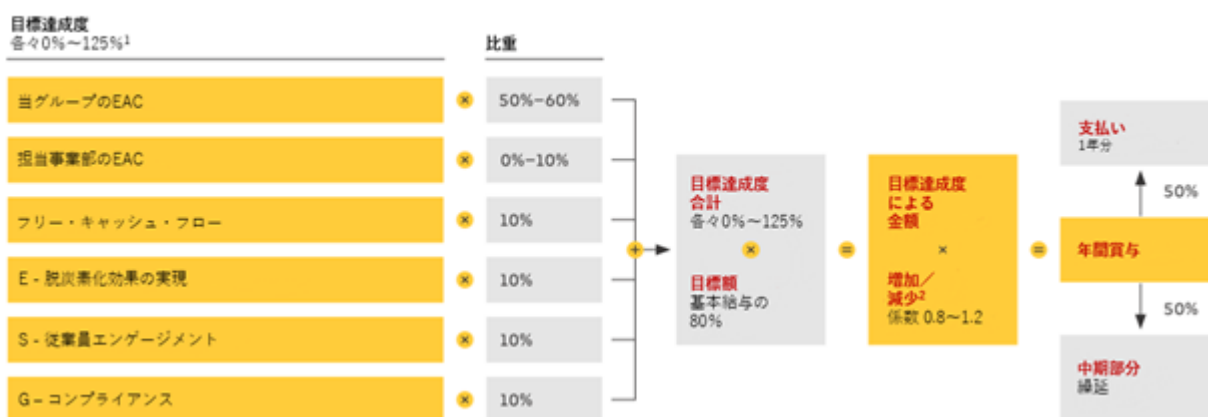 目標達成度
各々0%～125%¹
比重
当グループのEAC
×
50%–60%
担当事業部のEAC
×
0%–10%
フリー・キャッシュ・フロー
×
10%
E - 脱炭素化効果の実現
×
10%
S - 従業員エンゲージメント
×
10%
G – コンプライアンス
×
10%
+
目標達成度
合計
各々0%～125%
×
目標額
基本給与の
80%
=
目標達成度
による
金額
×
増加／
減少²
係数 0.8～1.2
=
支払い
1年分
50%
年間賞与
50%
中期部分
繰延